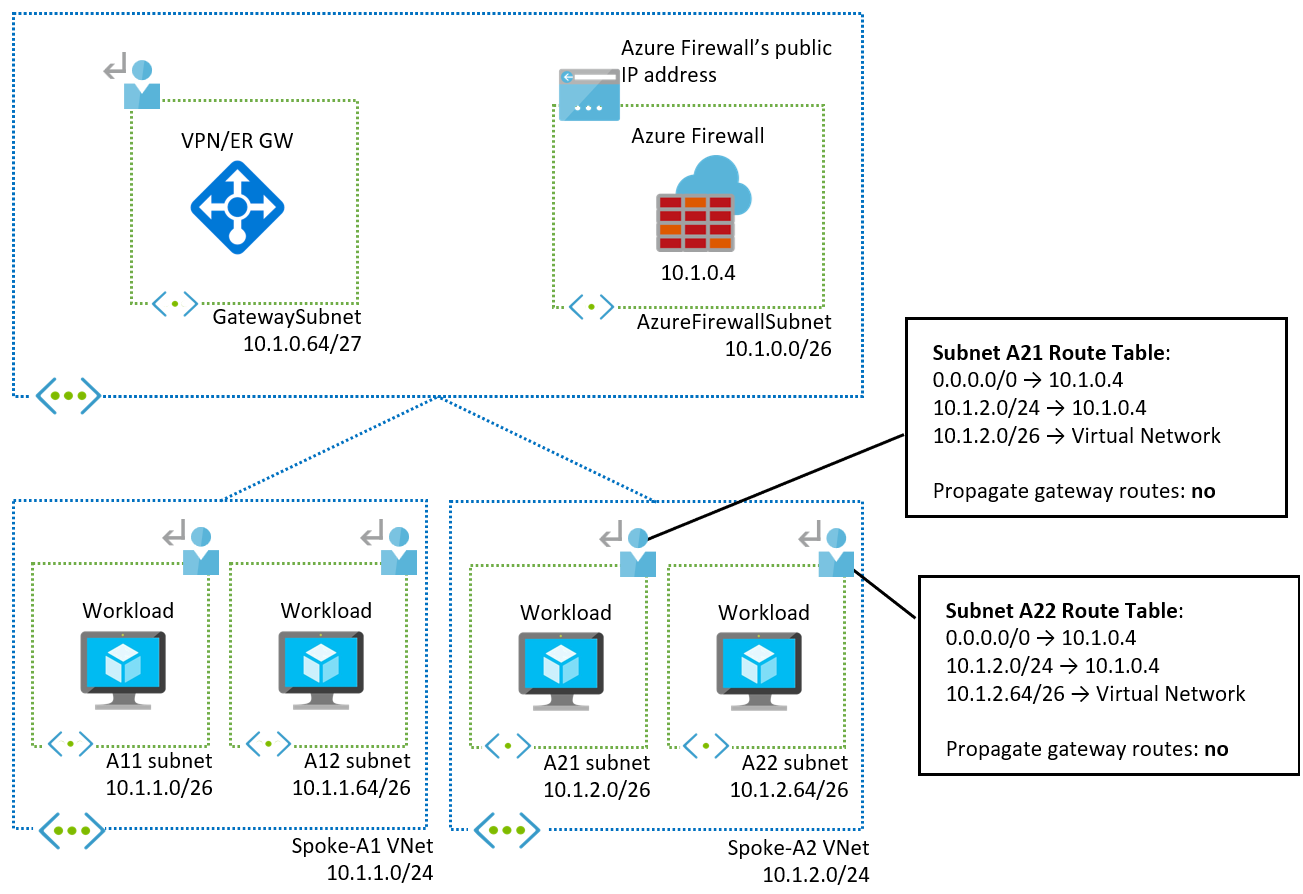 Azure Firewall’s public
IP address
VPN/ER GW
Azure Firewall
10.1.0.4
GatewaySubnet
10.1.0.64/27
AzureFirewallSubnet
10.1.0.0/26
Subnet A21 Route Table:
0.0.0.0/0 → 10.1.0.4
10.1.2.0/24 → 10.1.0.4
10.1.2.0/26 → Virtual Network
Propagate gateway routes: no
Workload
Workload
Workload
Workload
Subnet A22 Route Table:
0.0.0.0/0 → 10.1.0.4
10.1.2.0/24 → 10.1.0.4
10.1.2.64/26 → Virtual Network
Propagate gateway routes: no
A11 subnet
10.1.1.0/26
A12 subnet
10.1.1.64/26
A21 subnet
10.1.2.0/26
A22 subnet
10.1.2.64/26
Spoke-A1 VNet
10.1.1.0/24
Spoke-A2 VNet
10.1.2.0/24